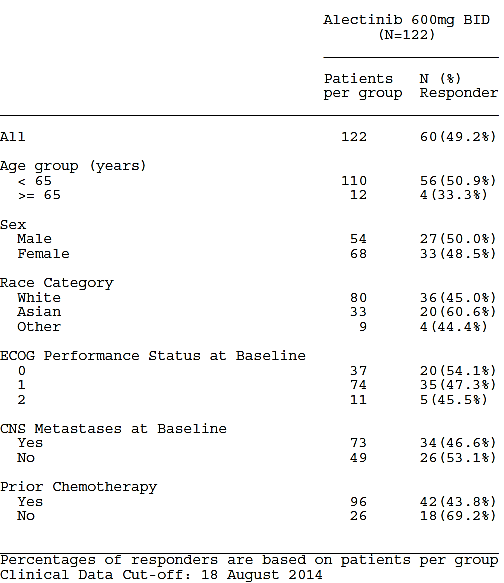 Alectinib 600mg BID
(N=122)
Patients N (%)
per group Responder
All 122 60(49.2%)
Age group (years)
< 65 110 56(50.9%)
>= 65 12 4(33.3%)
Sex
Male 54 27(50.0%)
Female 68 33(48.5%)
Race Category
White 80 36(45.0%)
Asian 33 20(60.6%)
Other 9 4(44.4%)
ECOG Performance Status at Baseline
0 37 20(54.1%)
1 74 35(47.3%)
2 11 5(45.5%)
CNS Metastases at Baseline
Yes 73 34(46.6%)
No 49 26(53.1%)
Prior Chemotherapy
Yes 96 42(43.8%)
No 26 18(69.2%)
Percentages of responders are based on patients per group
Clinical Data Cut-off: 18 August 2014